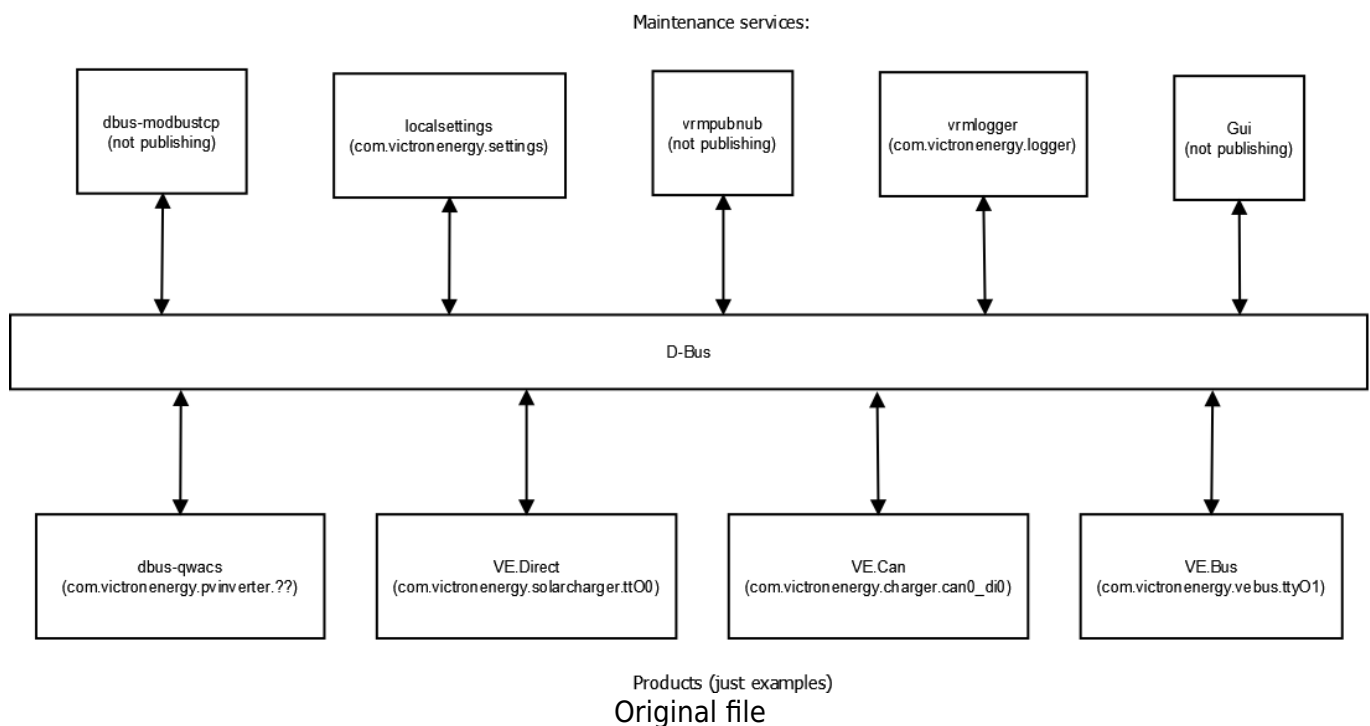 Maintenance services:
dbus-modbustcp
(not publishing)
localsettings
(com.victronenergy.settings)
vrmpubnub
(not publishing)
vrmlogger
(com.victronenergy.logger)
Gui
(not publishing)
D-Bus
dbus-qwacs
(com.victronenergy.pvinverter.??)
VE.Direct
(com.victronenergy.solarcharger.ttO0)
VE.Can
(com.victronenergy.charger.can0_di0)
VE.Bus
(com.victronenergy.vebus.ttyO1)
Products (just examples)
Original file